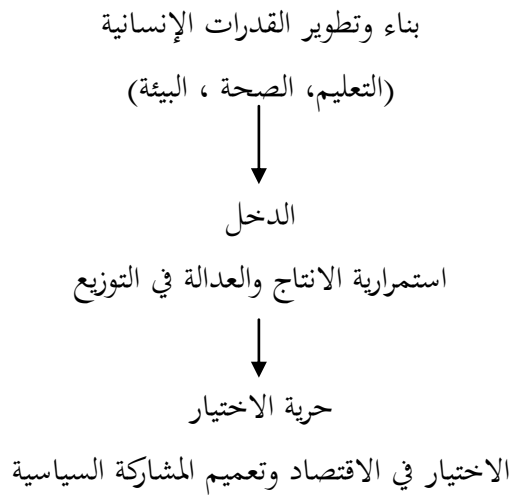 بناء وتطوير القدرات الإنسانية
(التعليم، الصحة ، البيئة)
الدخل
استمرارية الانتاج والعدالة في التوزيع
حرية الاختيار
الاختيار في الاقتصاد وتعميم المشاركة السياسية